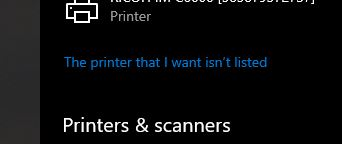 Printer
The printer that I want isn't listed
Printers & scanners